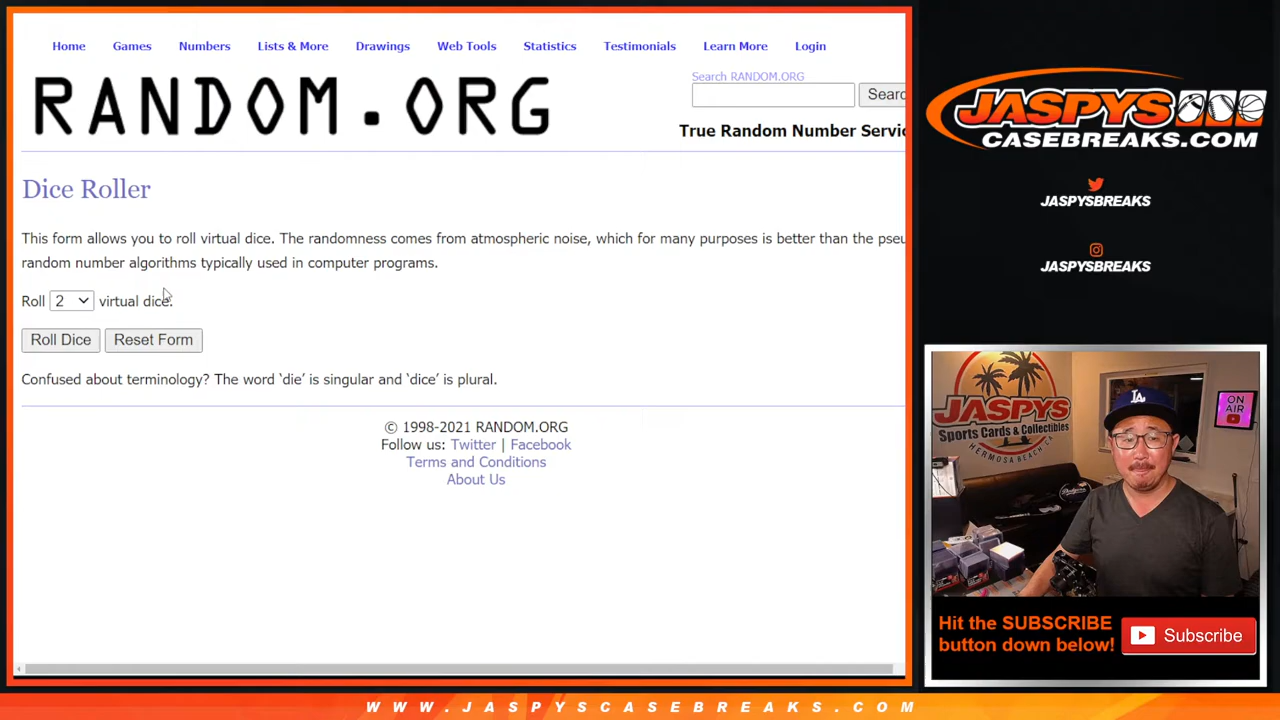 Home Games Numbers Lists & More Drawings Web Tools Statistics Testimonials Learn More Login
RANDOM.ORG
Search RANDOM.ORG
Searc
True Random Number Servic
Dice Roller
This form allows you to roll virtual dice. The randomness comes from atmospheric noise, which for many purposes is better than the pseu
random number algorithms typically used in computer programs.
Roll 2 virtual dice.
Roll Dice Reset Form
Confused about terminology? The word ‘die’ is singular and ‘dice’ is plural.
© 1998-2021 RANDOM.ORG
Follow us: Twitter | Facebook
Terms and Conditions
About Us
JASPYS
CASEBREAKS.COM
JASPYSBREAKS
JASPYSBREAKS
JASPYS
Sports Cards & Collectibles
HERMOSA BEACH CA
ON
AIR
LA
Dodgers
Hit the SUBSCRIBE
button down below!
Subscribe
WWW.JASPYSCASEBREAKS.COM